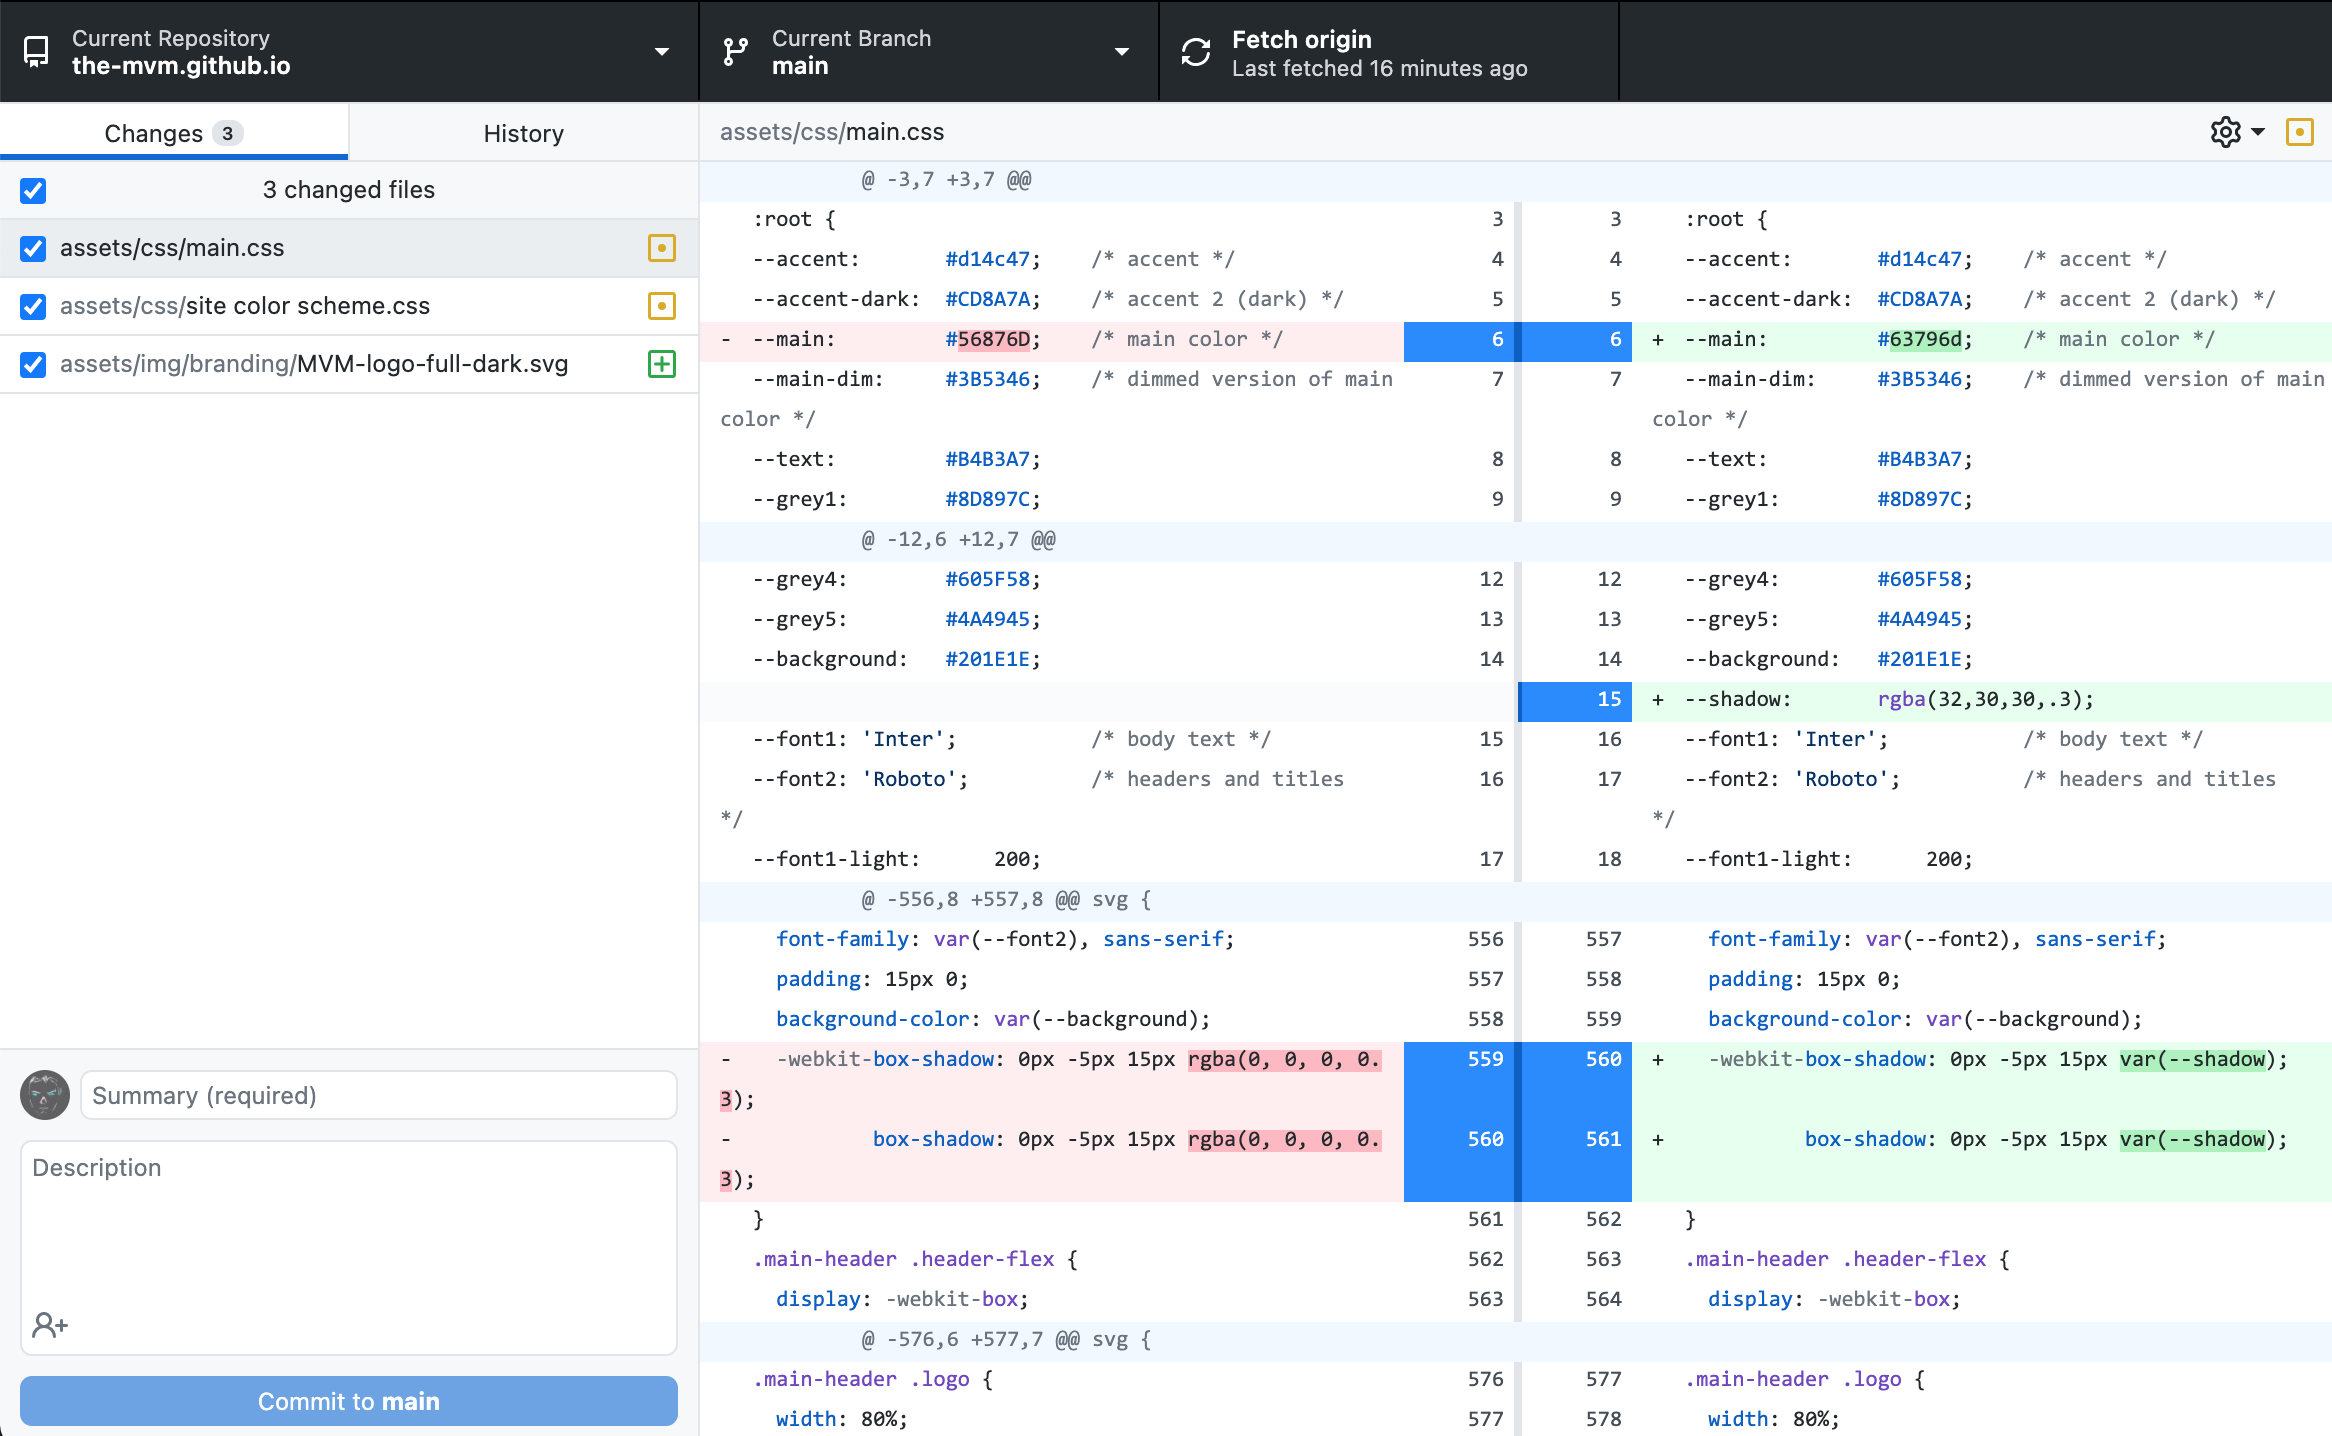 Current Repository
the-mvm.github.io
Current Branch
main
Fetch origin
Last fetched 16 minutes ago
Changes 3
History
3 changed files
assets/css/main.css
assets/css/site color scheme.css
assets/img/branding/MVM-logo-full-dark.svg
Summary (required)
Description
Commit to main
assets/css/main.css
@ -3,7 +3,7 @@
:root { 3
--accent: #d14c47; /* accent */ 4
--accent-dark: #CD8A7A; /* accent 2 (dark) */ 5
- --main: #56876D; /* main color */ 6
--main-dim: #3B5346; /* dimmed version of main 7
color */
--text: #B4B3A7; 8
--grey1: #8D897C; 9
3 :root {
4 --accent: #d14c47; /* accent */
5 --accent-dark: #CD8A7A; /* accent 2 (dark) */
6 + --main: #63796d; /* main color */
7 --main-dim: #3B5346; /* dimmed version of main
color */
8 --text: #B4B3A7;
9 --grey1: #8D897C;
@ -12,6 +12,7 @@
--grey4: #605F58; 12
--grey5: #4A4945; 13
--background: #201E1E; 14
--font1: 'Inter'; /* body text */ 15
--font2: 'Roboto'; /* headers and titles 16
*/
--font1-light: 200; 17
12 --grey4: #605F58;
13 --grey5: #4A4945;
14 --background: #201E1E;
15 + --shadow: rgba(32,30,30,.3);
16 --font1: 'Inter'; /* body text */
17 --font2: 'Roboto'; /* headers and titles
*/
18 --font1-light: 200;
@ -556,8 +557,8 @@ svg {
font-family: var(--font2), sans-serif; 556
padding: 15px 0; 557
background-color: var(--background); 558
- -webkit-box-shadow: 0px -5px 15px rgba(0, 0, 0, 0. 559
3);
- box-shadow: 0px -5px 15px rgba(0, 0, 0, 0. 560
3);
} 561
.main-header .header-flex { 562
display: -webkit-box; 563
557 font-family: var(--font2), sans-serif;
558 padding: 15px 0;
559 background-color: var(--background);
560 + -webkit-box-shadow: 0px -5px 15px var(--shadow);
561 + box-shadow: 0px -5px 15px var(--shadow);
562 }
563 .main-header .header-flex {
564 display: -webkit-box;
@ -576,6 +577,7 @@ svg {
.main-header .logo { 576
width: 80%; 577
577 .main-header .logo {
578 width: 80%;